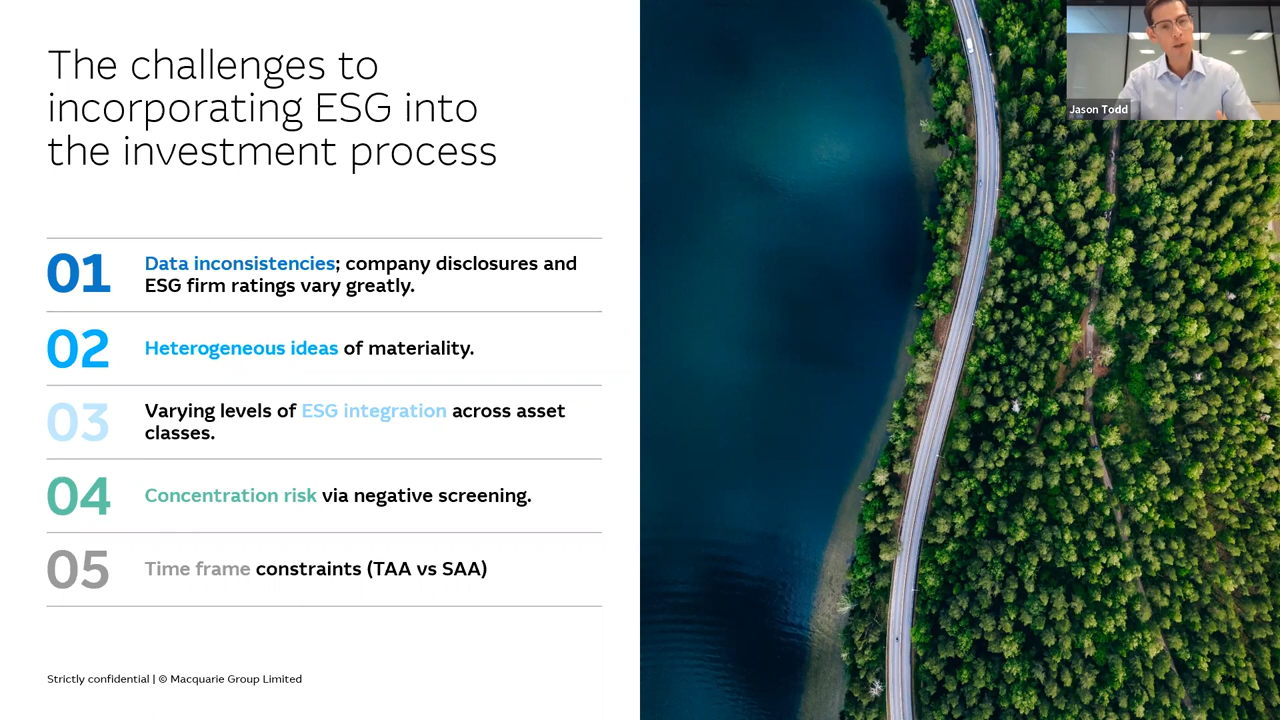 The challenges to
incorporating ESG into
the investment process
01
Data inconsistencies; company disclosures and
ESG firm ratings vary greatly.
02
Heterogeneous ideas of materiality.
03
Varying levels of ESG integration across asset
classes.
04
Concentration risk via negative screening.
05
Time frame constraints (TAA vs SAA)
Strictly confidential | © Macquarie Group Limited
Jason Todd